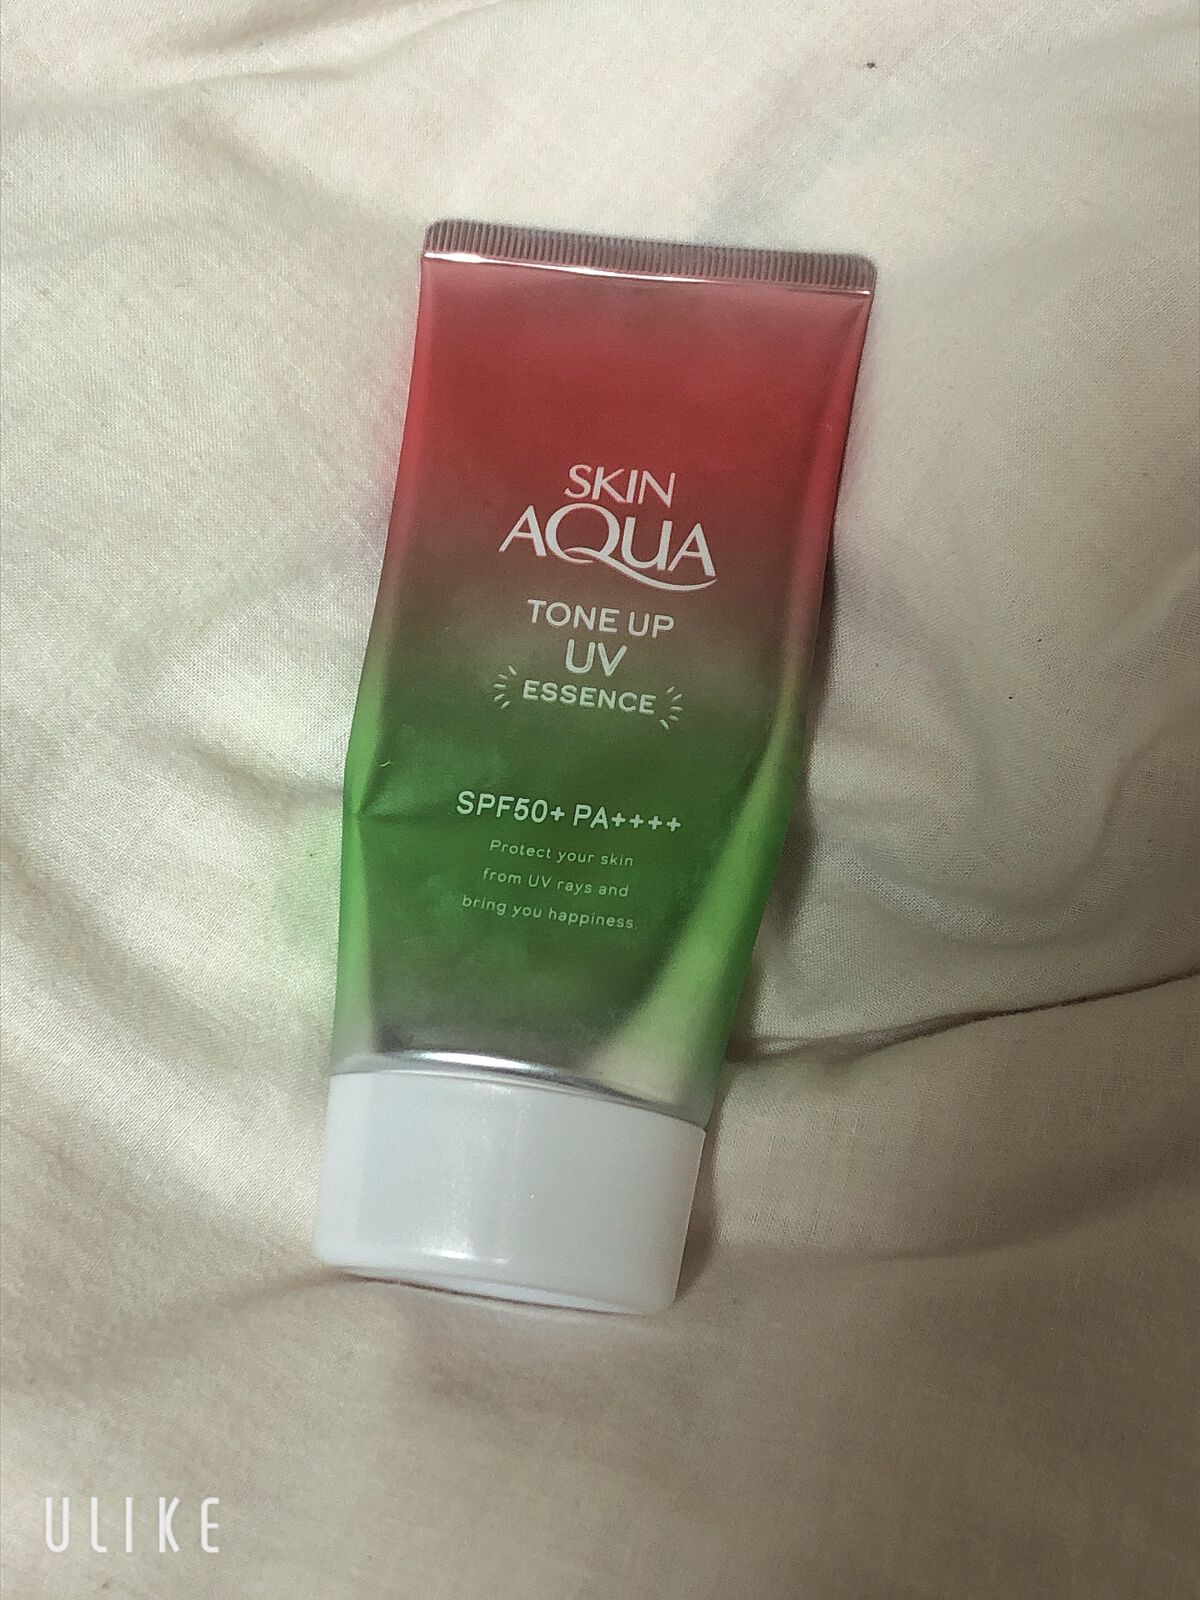 SKIN
AQUA
TONE UP
UV
ESSENCE
SPF50+ PA++++
Protect your skin
from UV rays and
bring you happiness.
ULIKE